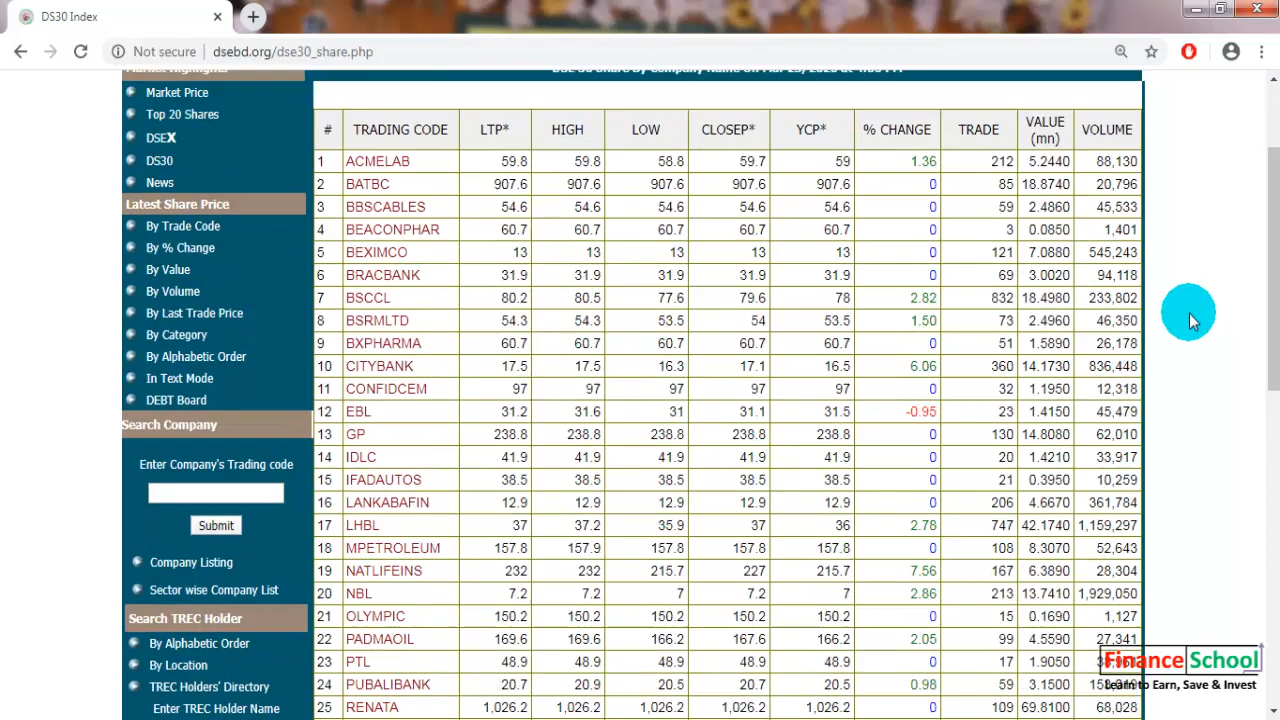 DS30 Index
Not secure dsebd.org/dse30_share.php
Market Price
Top 20 Shares
DSEX
DS30
News
Latest Share Price
By Trade Code
By % Change
By Value
By Volume
By Last Trade Price
By Category
By Alphabetic Order
In Text Mode
DEBT Board
Search Company
Enter Company's Trading code
Submit
Company Listing
Sector wise Company List
Search TREC Holder
By Alphabetic Order
By Location
TREC Holders' Directory
Enter TREC Holder Name
# TRADING CODE LTP* HIGH LOW CLOSEP* YCP* % CHANGE TRADE VALUE (mn) VOLUME
1 ACMELAB 59.8 59.8 58.8 59.7 59 1.36 212 5.2440 88,130
2 BATBC 907.6 907.6 907.6 907.6 907.6 0 85 18.8740 20,796
3 BBSCABLES 54.6 54.6 54.6 54.6 54.6 0 59 2.4860 45,533
4 BEACONPHAR 60.7 60.7 60.7 60.7 60.7 0 3 0.0850 1,401
5 BEXIMCO 13 13 13 13 13 0 121 7.0880 545,243
6 BRACBANK 31.9 31.9 31.9 31.9 31.9 0 69 3.0020 94,118
7 BSCCL 80.2 80.5 77.6 79.6 78 2.82 832 18.4980 233,802
8 BSRMLTD 54.3 54.3 53.5 54 53.5 1.50 73 2.4960 46,350
9 BXPHARMA 60.7 60.7 60.7 60.7 60.7 0 51 1.5890 26,178
10 CITYBANK 17.5 17.5 16.3 17.1 16.5 6.06 360 14.1730 836,448
11 CONFIDCEM 97 97 97 97 97 0 32 1.1950 12,318
12 EBL 31.2 31.6 31 31.1 31.5 -0.95 23 1.4150 45,479
13 GP 238.8 238.8 238.8 238.8 238.8 0 130 14.8080 62,010
14 IDLC 41.9 41.9 41.9 41.9 41.9 0 20 1.4210 33,917
15 IFADAUTOS 38.5 38.5 38.5 38.5 38.5 0 21 0.3950 10,259
16 LANKABAFIN 12.9 12.9 12.9 12.9 12.9 0 206 4.6670 361,784
17 LHBL 37 37.2 35.9 37 36 2.78 747 42.1740 1,159,297
18 MPETROLEUM 157.8 157.9 157.8 157.8 157.8 0 108 8.3070 52,643
19 NATLIFEINS 232 232 215.7 227 215.7 7.56 167 6.3890 28,304
20 NBL 7.2 7.2 7 7.2 7 2.86 213 13.7410 1,929,050
21 OLYMPIC 150.2 150.2 150.2 150.2 150.2 0 15 0.1690 1,127
22 PADMAOIL 169.6 169.6 166.2 167.6 166.2 2.05 99 4.5590 27,341
23 PTL 48.9 48.9 48.9 48.9 48.9 0 17 1.9050
24 PUBALIBANK 20.7 20.9 20.5 20.7 20.5 0.98 59 3.1500
25 RENATA 1,026.2 1,026.2 1,026.2 1,026.2 1,026.2 0 109 69.8100 68,028
Finance School
Learn to Earn, Save & Invest